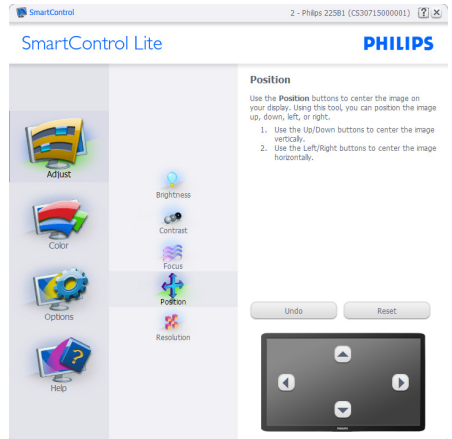 SmartControl
2 - Philips 225B1 (CS30715000001)
?
SmartControl Lite
PHILIPS
Adjust
Color
Options
Help
Brightness
Contrast
Focus
Position
Resolution
Position
Use the Position buttons to center the image on
your display. Using this tool, you can position the image
up, down, left, or right.
1. Use the Up/Down buttons to center the image
vertically.
2. Use the Left/Right buttons to center the image
horizontally.
Undo
Reset
PHILIPS